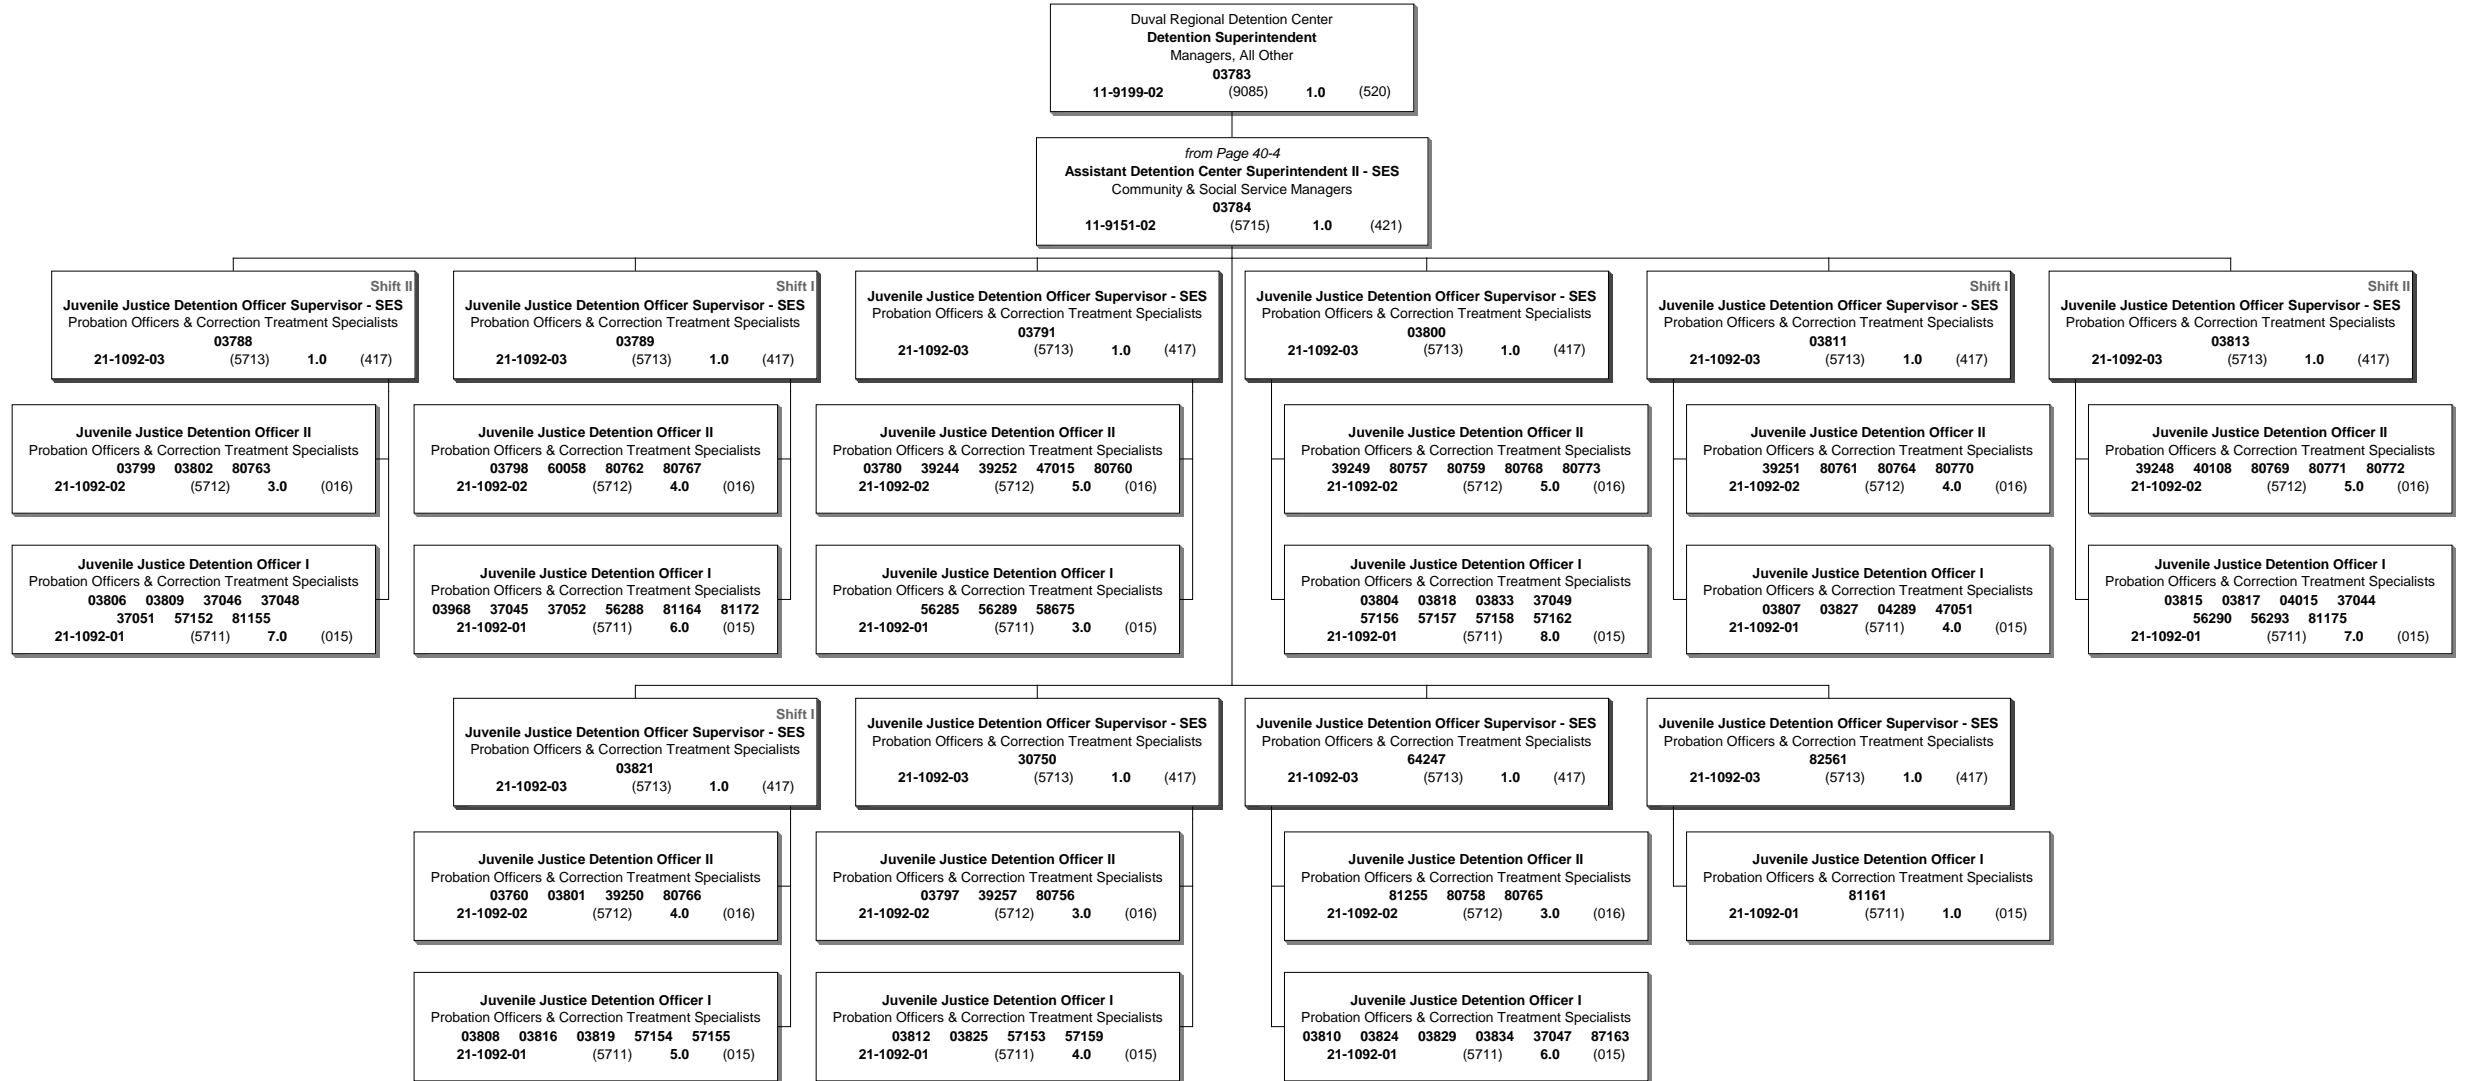 Duval Regional Detention Center
Detention Superintendent
Managers, All Other
03783
11-9199-02 (9085) 1.0 (520)
from Page 40-4
Assistant Detention Center Superintendent II - SES
Community & Social Service Managers
03784
11-9151-02 (5715) 1.0 (421)
Shift II
Juvenile Justice Detention Officer Supervisor - SES
Probation Officers & Correction Treatment Specialists
03788
21-1092-03 (5713) 1.0 (417)
Shift I
Juvenile Justice Detention Officer Supervisor - SES
Probation Officers & Correction Treatment Specialists
03789
21-1092-03 (5713) 1.0 (417)
Juvenile Justice Detention Officer Supervisor - SES
Probation Officers & Correction Treatment Specialists
03791
21-1092-03 (5713) 1.0 (417)
Juvenile Justice Detention Officer Supervisor - SES
Probation Officers & Correction Treatment Specialists
03800
21-1092-03 (5713) 1.0 (417)
Shift I
Juvenile Justice Detention Officer Supervisor - SES
Probation Officers & Correction Treatment Specialists
03811
21-1092-03 (5713) 1.0 (417)
Shift II
Juvenile Justice Detention Officer Supervisor - SES
Probation Officers & Correction Treatment Specialists
03813
21-1092-03 (5713) 1.0 (417)
Juvenile Justice Detention Officer II
Probation Officers & Correction Treatment Specialists
03799 03802 80763
21-1092-02 (5712) 3.0 (016)
Juvenile Justice Detention Officer II
Probation Officers & Correction Treatment Specialists
03798 60058 80762 80767
21-1092-02 (5712) 4.0 (016)
Juvenile Justice Detention Officer II
Probation Officers & Correction Treatment Specialists
03780 39244 39252 47015 80760
21-1092-02 (5712) 5.0 (016)
Juvenile Justice Detention Officer II
Probation Officers & Correction Treatment Specialists
39249 80757 80759 80768 80773
21-1092-02 (5712) 5.0 (016)
Juvenile Justice Detention Officer II
Probation Officers & Correction Treatment Specialists
39251 80761 80764 80770
21-1092-02 (5712) 4.0 (016)
Juvenile Justice Detention Officer II
Probation Officers & Correction Treatment Specialists
39248 40108 80769 80771 80772
21-1092-02 (5712) 5.0 (016)
Juvenile Justice Detention Officer I
Probation Officers & Correction Treatment Specialists
03806 03809 37046 37048
37051 57152 81155
21-1092-01 (5711) 7.0 (015)
Juvenile Justice Detention Officer I
Probation Officers & Correction Treatment Specialists
03968 37045 37052 56288 81164 81172
21-1092-01 (5711) 6.0 (015)
Juvenile Justice Detention Officer I
Probation Officers & Correction Treatment Specialists
56285 56289 58675
21-1092-01 (5711) 3.0 (015)
Juvenile Justice Detention Officer I
Probation Officers & Correction Treatment Specialists
03804 03818 03833 37049
57156 57157 57158 57162
21-1092-01 (5711) 8.0 (015)
Juvenile Justice Detention Officer I
Probation Officers & Correction Treatment Specialists
03807 03827 04289 47051
21-1092-01 (5711) 4.0 (015)
Juvenile Justice Detention Officer I
Probation Officers & Correction Treatment Specialists
03815 03817 04015 37044
56290 56293 81175
21-1092-01 (5711) 7.0 (015)
Shift I
Juvenile Justice Detention Officer Supervisor - SES
Probation Officers & Correction Treatment Specialists
03821
21-1092-03 (5713) 1.0 (417)
Juvenile Justice Detention Officer Supervisor - SES
Probation Officers & Correction Treatment Specialists
30750
21-1092-03 (5713) 1.0 (417)
Juvenile Justice Detention Officer Supervisor - SES
Probation Officers & Correction Treatment Specialists
64247
21-1092-03 (5713) 1.0 (417)
Juvenile Justice Detention Officer Supervisor - SES
Probation Officers & Correction Treatment Specialists
82561
21-1092-03 (5713) 1.0 (417)
Juvenile Justice Detention Officer II
Probation Officers & Correction Treatment Specialists
03760 03801 39250 80766
21-1092-02 (5712) 4.0 (016)
Juvenile Justice Detention Officer II
Probation Officers & Correction Treatment Specialists
03797 39257 80756
21-1092-02 (5712) 3.0 (016)
Juvenile Justice Detention Officer II
Probation Officers & Correction Treatment Specialists
81255 80758 80765
21-1092-02 (5712) 3.0 (016)
Juvenile Justice Detention Officer I
Probation Officers & Correction Treatment Specialists
81161
21-1092-01 (5711) 1.0 (015)
Juvenile Justice Detention Officer I
Probation Officers & Correction Treatment Specialists
03808 03816 03819 57154 57155
21-1092-01 (5711) 5.0 (015)
Juvenile Justice Detention Officer I
Probation Officers & Correction Treatment Specialists
03812 03825 57153 57159
21-1092-01 (5711) 4.0 (015)
Juvenile Justice Detention Officer I
Probation Officers & Correction Treatment Specialists
03810 03824 03829 03834 37047 87163
21-1092-01 (5711) 6.0 (015)